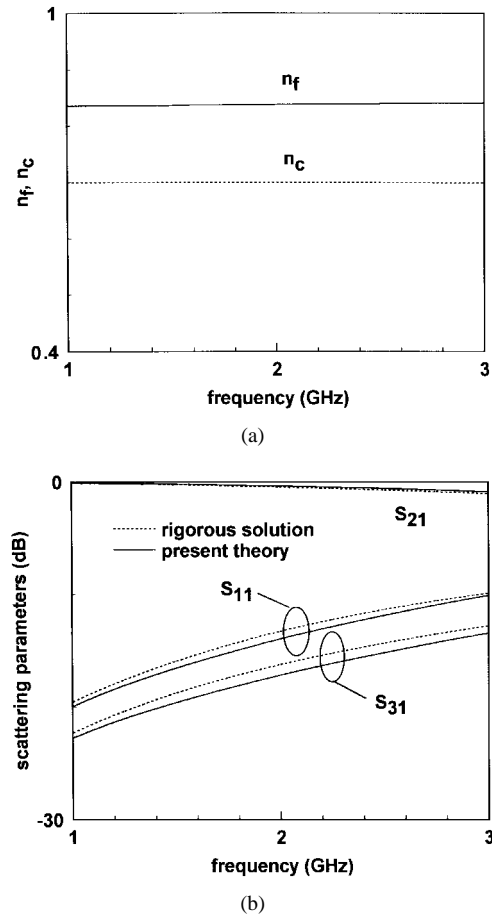 1
n_f
n_c
n_f, n_c
0.4
1 2 3
frequency (GHz)
(a)
0
S_21
rigorous solution
present theory
S_11
S_31
scattering parameters (dB)
-30
1 2 3
frequency (GHz)
(b)